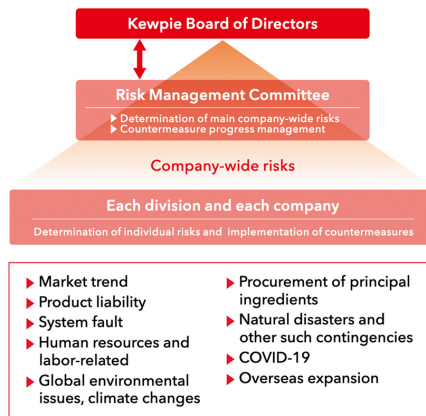 Kewpie Board of Directors
Risk Management Committee
▶ Determination of main company-wide risks
▶ Countermeasure progress management
Company-wide risks
Each division and each company
Determination of individual risks and implementation of countermeasures
▶ Market trend
▶ Product liability
▶ System fault
▶ Human resources and
labor-related
▶ Global environmental
issues, climate changes
▶ Procurement of principal
ingredients
▶ Natural disasters and
other such contingencies
▶ COVID-19
▶ Overseas expansion